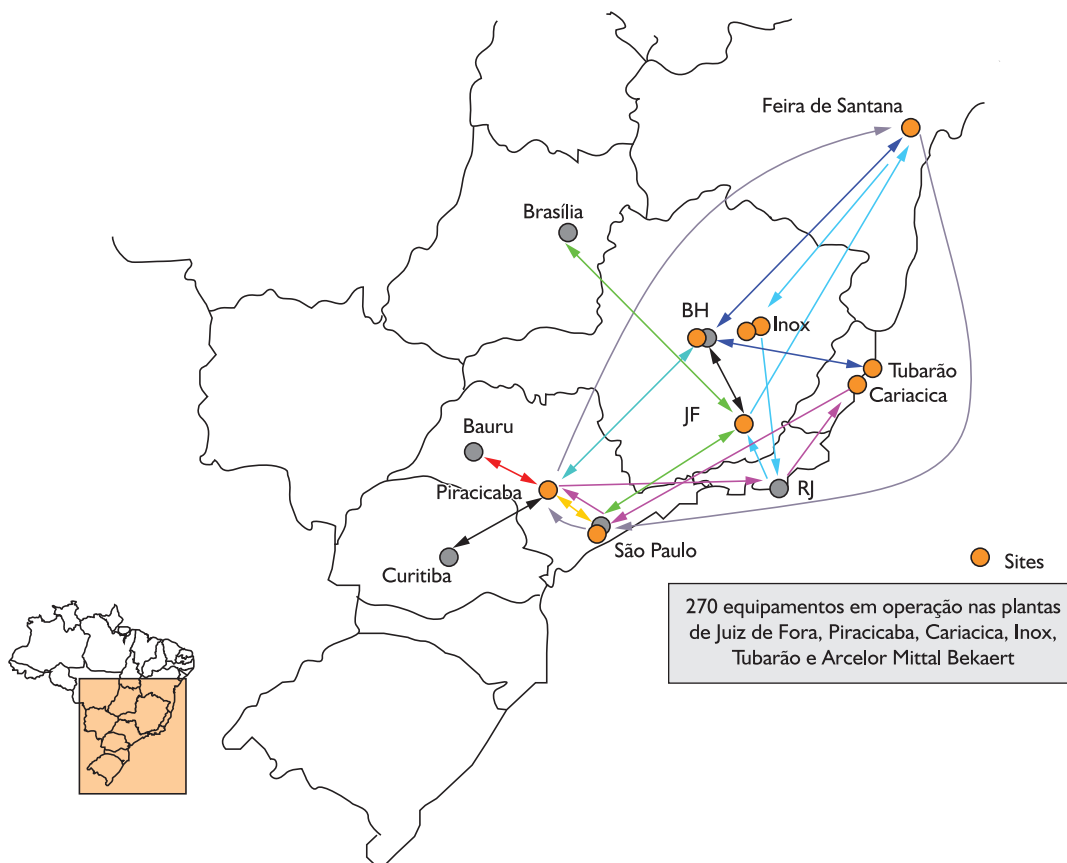 Feira de Santana
Brasília
BH
Inox
Tubarão
Cariacica
JF
Bauru
Piracicaba
RJ
São Paulo
Curitiba
Sites
270 equipamentos em operação nas plantas
de Juiz de Fora, Piracicaba, Cariacica, Inox,
Tubarão e Arcelor Mittal Bekaert